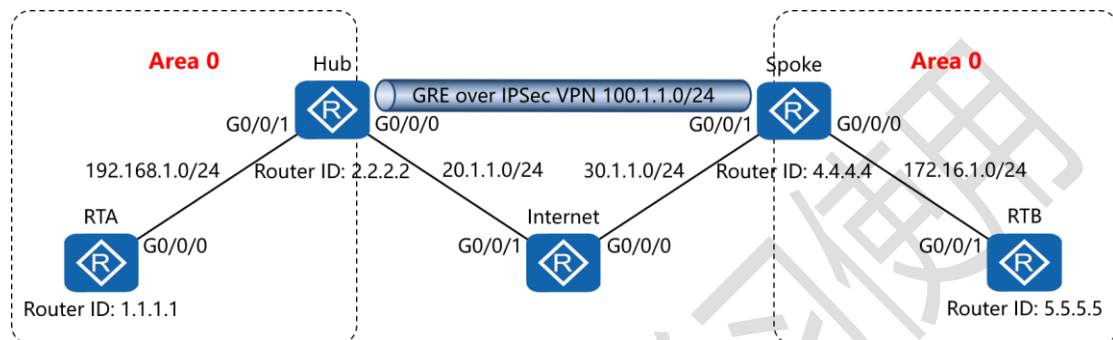 Area 0
Area 0
Hub
Spoke
GRE over IPSec VPN 100.1.1.0/24
G0/0/1
G0/0/0
G0/0/1
G0/0/0
192.168.1.0/24
Router ID: 2.2.2.2
20.1.1.0/24
30.1.1.0/24
Router ID: 4.4.4.4
172.16.1.0/24
RTA
Internet
RTB
G0/0/0
G0/0/1
G0/0/0
G0/0/1
R
R
R
R
R
Router ID: 1.1.1.1
Router ID: 5.5.5.5
使用